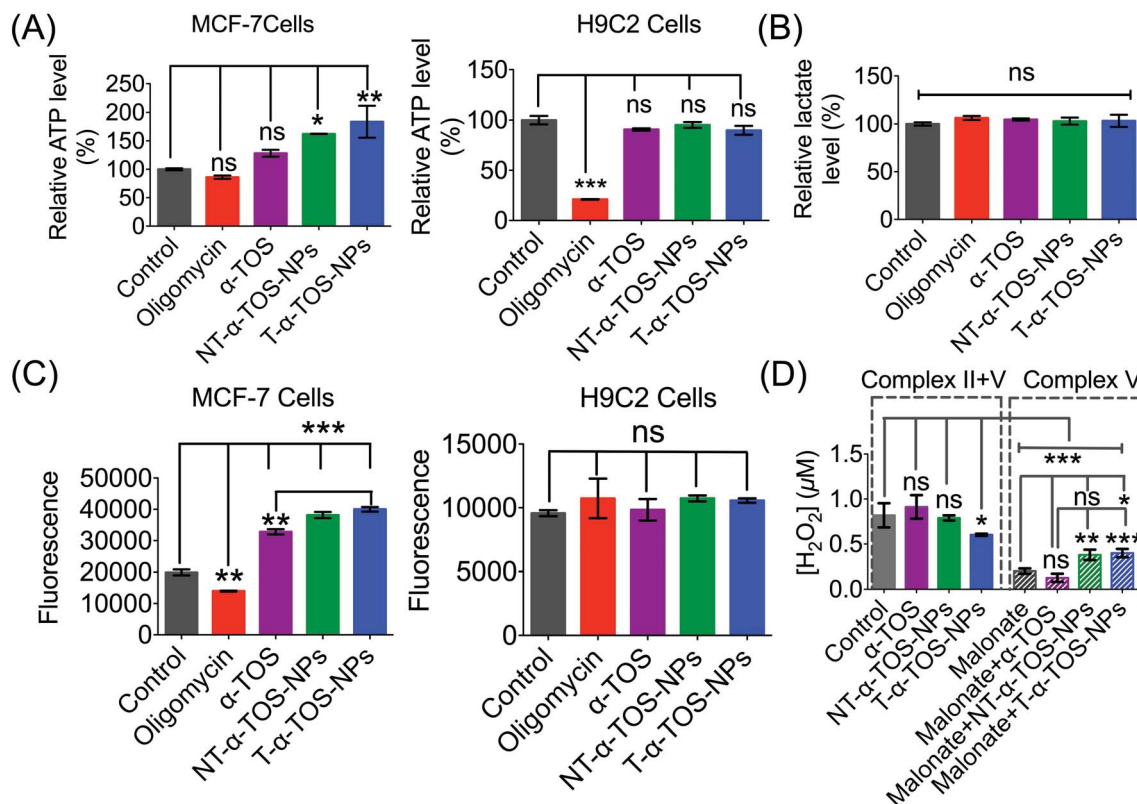 (A)
MCF-7Cells
Relative ATP level
(%)
250
200
150
100
50
0
ns
ns
*
**
Control
Oligomycin
α-TOS
NT-α-TOS-NPs
T-α-TOS-NPs
H9C2 Cells
Relative ATP level
(%)
150
100
50
0
***
ns
ns
ns
Control
Oligomycin
α-TOS
NT-α-TOS-NPs
T-α-TOS-NPs
(B)
Relative lactate
level (%)
150
100
50
0
ns
Control
Oligomycin
α-TOS
NT-α-TOS-NPs
T-α-TOS-NPs
(C)
MCF-7 Cells
Fluorescence
50000
40000
30000
20000
10000
0
***
**
**
Control
Oligomycin
α-TOS
NT-α-TOS-NPs
T-α-TOS-NPs
H9C2 Cells
Fluorescence
15000
10000
5000
0
ns
Control
Oligomycin
α-TOS
NT-α-TOS-NPs
T-α-TOS-NPs
(D)
Complex II+V
Complex V
[H₂O₂] (µM)
1.5
1.0
0.5
0.0
ns
ns
*
***
ns
*
ns
**
***
Control
α-TOS
NT-α-TOS-NPs
T-α-TOS-NPs
Malonate
Malonate+α-TOS
Malonate+NT-α-TOS-NPs
Malonate+T-α-TOS-NPs